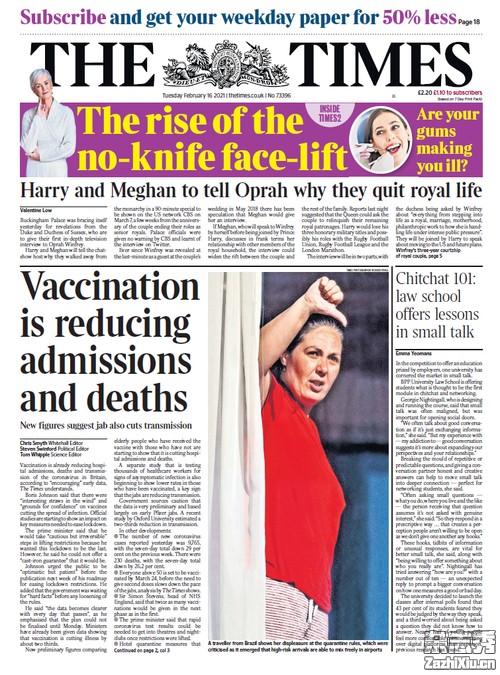 Subscribe and get your weekday paper for 50% less Page 18
THE TIMES
Tuesday February 16 2021 | thetimes.co.uk | No 73396
£2.20 £1.10 to subscribers
(based on 7 Day Print Pack)
The rise of the
no-knife face-lift
INSIDE
TIMES2
Are your
gums
making
you ill?
Harry and Meghan to tell Oprah why they quit royal life
Valentine Low
Buckingham Palace was bracing itself
yesterday for revelations from the
Duke and Duchess of Sussex, who are
to give their first in-depth television
interview to Oprah Winfrey.
Harry and Meghan will tell the chat-
show host why they walked away from
the monarchy in a 90-minute special to
be shown on the US network CBS on
March 7, a few weeks from the annivers-
ary of the couple ending their roles as
senior royals. Palace officials were
given no warning by CBS and learnt of
the interview on Twitter.
Ever since Winfrey was revealed as
the last-minute guest at the couple's
wedding in May 2018 there has been
speculation that Meghan would give
her an interview.
If Meghan, who will speak to Winfrey
by herself before being joined by Prince
Harry, discusses in frank terms her
relationship with other members of the
royal household, the interview could
widen the rift between the couple and
the rest of the family. Reports last night
suggested that the Queen could ask the
couple to relinquish their remaining
royal patronages. Harry would lose his
three honorary military titles and possi-
bly his roles with the Rugby Football
Union, Rugby Football League and the
London Marathon.
The interview will be in two parts, with
the duchess being asked by Winfrey
about "everything from stepping into
life as a royal, marriage, motherhood,
philanthropic work to how she is hand-
ling life under intense public pressure".
They will be joined by Harry to speak
about moving to the US and future plans.
Winfrey's three-year courtship
of royal couple, page 5
Vaccination
is reducing
admissions
and deaths
New figures suggest jab also cuts transmission
Chris Smyth Whitehall Editor
Steven Swinford Political Editor
Tom Whipple Science Editor
Vaccination is already reducing hospi-
tal admissions, deaths and transmis-
sion of the coronavirus in Britain,
according to "encouraging" early data,
The Times understands.
Boris Johnson said that there were
"interesting straws in the wind" and
"grounds for confidence" on vaccines
cutting the spread of infection. Official
studies are starting to show an impact on
key measures needed to ease lockdown.
The prime minister said that he
would take "cautious but irreversible"
steps in lifting restrictions because he
wanted this lockdown to be the last.
However, he said he could not offer a
"cast-iron guarantee" that it would be.
Johnson urged the public to be
"optimistic but patient" before the
publication next week of his roadmap
for easing lockdown restrictions. He
added that the government was waiting
for "hard facts" before any loosening of
the rules.
He said "the data becomes clearer
with every day that passes", as he
emphasised that the plan could not
be finalised until Monday. Ministers
have already been given data showing
that vaccination is cutting illness by
about two thirds.
Now preliminary figures comparing
elderly people who have received the
vaccine with those who have not are
starting to show that it is cutting hospi-
tal admissions and deaths.
A separate study that is testing
thousands of healthcare workers for
signs of asymptomatic infection is also
beginning to show lower rates in those
who have been vaccinated, a key sign
that the jabs are reducing transmission.
Government sources caution that
the data is very preliminary and based
largely on early Pfizer jabs. A recent
study by Oxford University estimated a
two-thirds reduction in transmission.
In other developments:
● The number of new coronavirus
cases reported yesterday was 9,765,
with the seven-day total down 29 per
cent on the previous week. There were
230 deaths, with the seven-day total
down by 26.2 per cent.
● Everyone above 50 is set to be vacci-
nated by March 24, before the need to
give second doses slows down the pace
of the jabs, analysis by The Times shows.
● Sir Simon Stevens, head of NHS
England, said that twice as many vacci-
nations would be given in the next
phase as in the first.
● The prime minister said that rapid
coronavirus test results could be
needed to get into theatres and night-
clubs once restrictions were lifted.
● Hotel quarantine measures that
Continued on page 2, col 3
A traveller from Brazil shows her displeasure at the quarantine rules, which were
criticised as it emerged that high-risk arrivals are able to mix freely in airports
Chitchat 101:
law school
offers lessons
in small talk
Emma Yeomans
In the competition to offer an education
prized by employers, one university has
cornered the market in small talk.
BPP University Law School is offering
students what is thought to be the first
module in chitchat and networking.
Georgie Nightingall, who is designing
and running the course, said that small
talk was often maligned, but was
important for opening social doors.
"We often talk about good conversa-
tion as if it's just exchanging informa-
tion," she said. "But my experience with
— my addiction to — good conversation
suggests it's more about expanding our
perspectives and your relationships."
Breaking the mould of repetitive or
predictable questions, and giving a con-
versation partner honest and creative
answers can help to move small talk
into deeper connection — perfect for
networking students, she said.
"Often asking small questions —
what you do, where you live and the like
— the person receiving that question
assumes it's not asked with genuine
interest," she said. "So they respond in a
prescriptive way ... that creates a per-
ception people aren't willing to be open,
as we don't give one another any hooks."
These hooks, tidbits of information
or unusual responses, are vital for
better small talk, she said, along with
"being willing to offer something about
who you really are". Nightingall has
tried answering "how are you?" with a
number out of ten — an unexpected
reply to prompt a bigger conversation
on how one measures a good or bad day.
The university decided to launch the
classes after internal polls found that
43 per cent of its students feared they
would be judged by the way they speak,
and a third worried about being asked
a question they did not know the
ZazhiXiu.cn